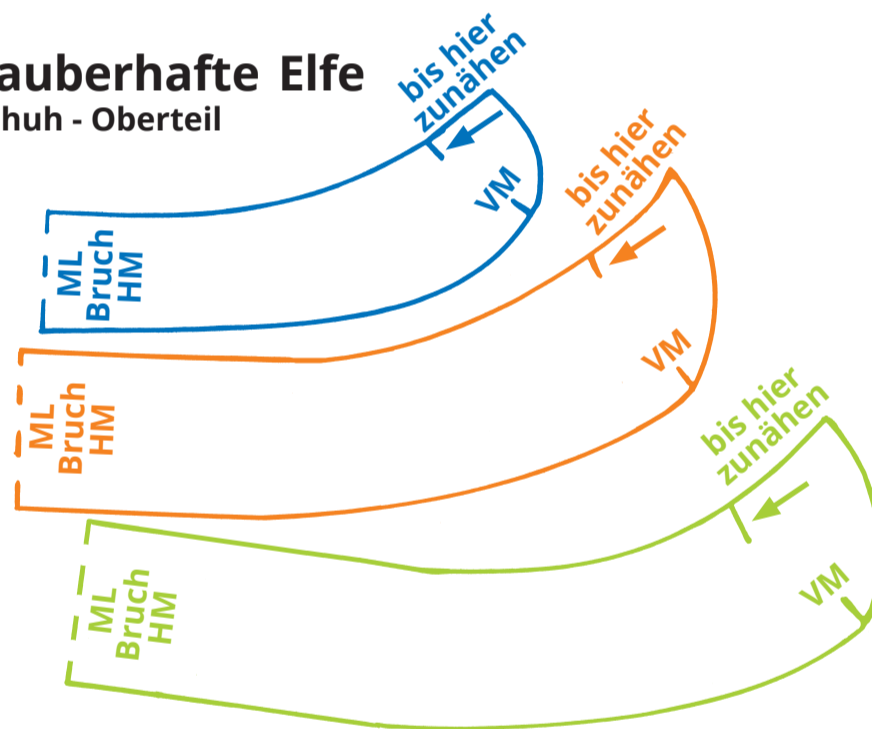 auberhafte Elfe
huh - Oberteil
bis hier
zunähen
VM
ML
Bruch
HM
bis hier
zunähen
VM
ML
Bruch
HM
bis hier
zunähen
VM
ML
Bruch
HM